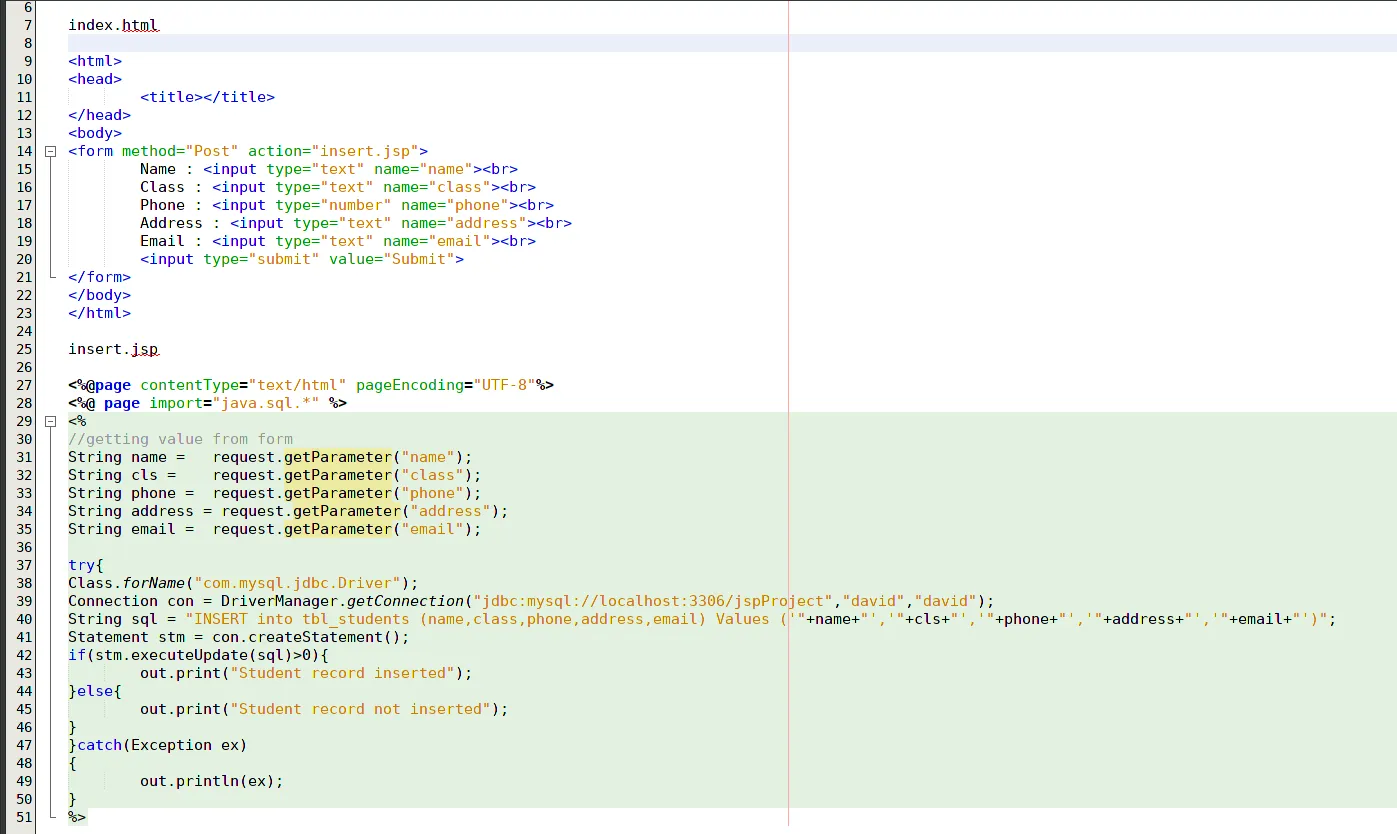 6
7 index.html
8
9 <html>
10 <head>
11 <title></title>
12 </head>
13 <body>
14 <form method="Post" action="insert.jsp">
15 Name : <input type="text" name="name"><br>
16 Class : <input type="text" name="class"><br>
17 Phone : <input type="number" name="phone"><br>
18 Address : <input type="text" name="address"><br>
19 Email : <input type="text" name="email"><br>
20 <input type="submit" value="Submit">
21 </form>
22 </body>
23 </html>
24
25 insert.jsp
26
27 <%@page contentType="text/html" pageEncoding="UTF-8"%>
28 <%@ page import="java.sql.*" %>
29 <%
30 //getting value from form
31 String name =   request.getParameter("name");
32 String cls =    request.getParameter("class");
33 String phone =  request.getParameter("phone");
34 String address = request.getParameter("address");
35 String email =  request.getParameter("email");
36
37 try{
38 Class.forName("com.mysql.jdbc.Driver");
39 Connection con = DriverManager.getConnection("jdbc:mysql://localhost:3306/jspProject","david","david");
40 String sql = "INSERT into tbl_students (name,class,phone,address,email) Values ('"+name+"','"+cls+"','"+phone+"','"+address+"','"+email+"')";
41 Statement stm = con.createStatement();
42 if(stm.executeUpdate(sql)>0){
43 out.print("Student record inserted");
44 }else{
45 out.print("Student record not inserted");
46 }
47 }catch(Exception ex)
48 {
49 out.println(ex);
50 }
51 %>